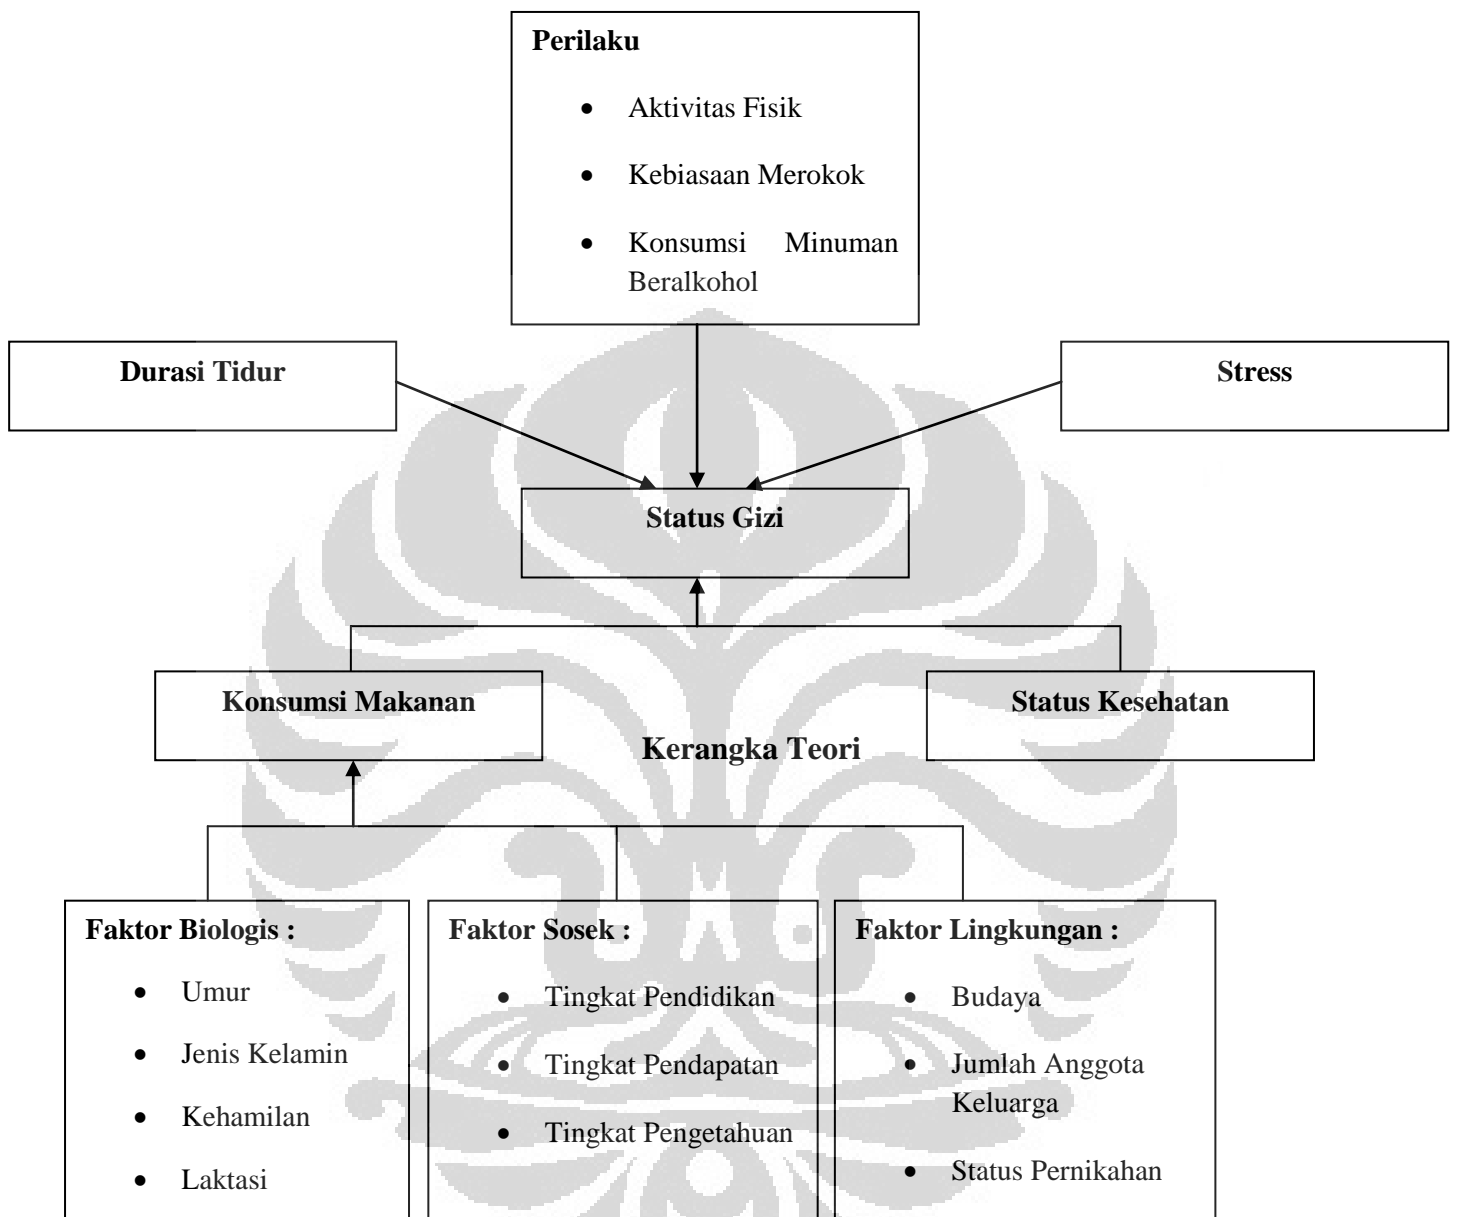 Perilaku
• Aktivitas Fisik
• Kebiasaan Merokok
• Konsumsi Minuman
Beralkohol
Durasi Tidur
Stress
Status Gizi
Konsumsi Makanan
Status Kesehatan
Kerangka Teori
Faktor Biologis :
• Umur
• Jenis Kelamin
• Kehamilan
• Laktasi
Faktor Sosek :
• Tingkat Pendidikan
• Tingkat Pendapatan
• Tingkat Pengetahuan
Faktor Lingkungan :
• Budaya
• Jumlah Anggota
Keluarga
• Status Pernikahan